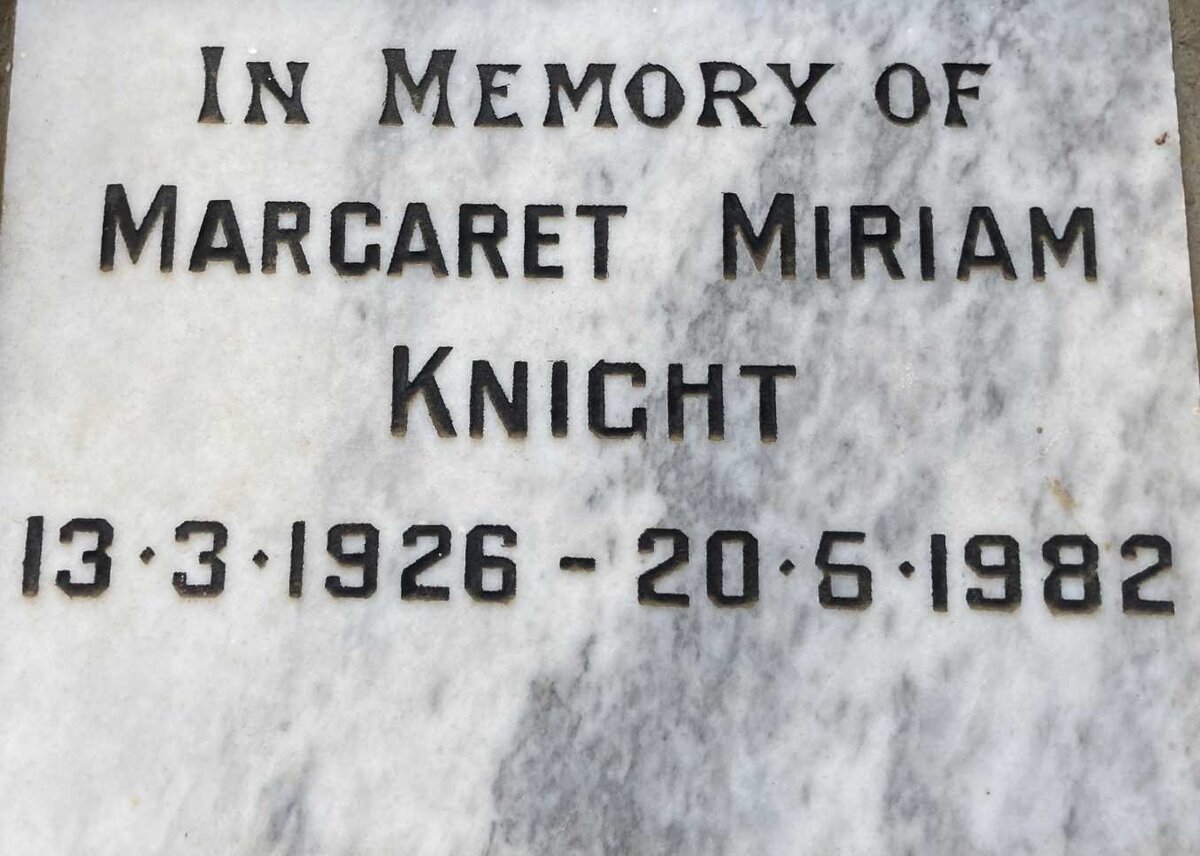 In Memory of
Margaret Miriam
Knight
13·3·1926 - 20·5·1982